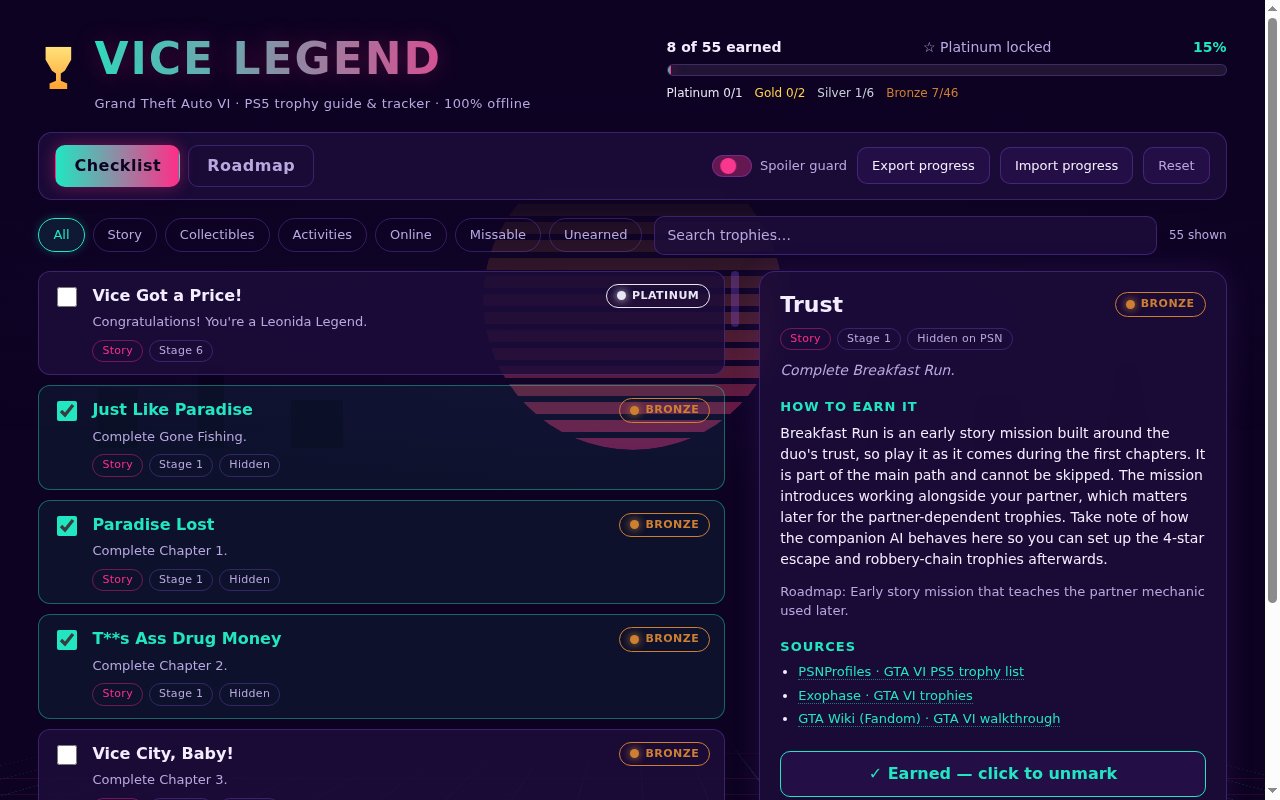 VICE LEGEND
Grand Theft Auto VI · PS5 trophy guide & tracker · 100% offline
8 of 55 earned
☆ Platinum locked
15%
Platinum 0/1 Gold 0/2 Silver 1/6 Bronze 7/46
Checklist
Roadmap
Spoiler guard
Export progress
Import progress
Reset
All
Story
Collectibles
Activities
Online
Missable
Unearned
Search trophies...
55 shown
Vice Got a Price!
PLATINUM
Congratulations! You're a Leonida Legend.
Story
Stage 6
Just Like Paradise
BRONZE
Complete Gone Fishing.
Story
Stage 1
Hidden
Paradise Lost
BRONZE
Complete Chapter 1.
Story
Stage 1
Hidden
T**s Ass Drug Money
BRONZE
Complete Chapter 2.
Story
Stage 1
Hidden
Vice City, Baby!
BRONZE
Complete Chapter 3.
Trust
BRONZE
Story
Stage 1
Hidden on PSN
Complete Breakfast Run.
HOW TO EARN IT
Breakfast Run is an early story mission built around the
duo's trust, so play it as it comes during the first chapters. It
is part of the main path and cannot be skipped. The mission
introduces working alongside your partner, which matters
later for the partner-dependent trophies. Take note of how
the companion AI behaves here so you can set up the 4-star
escape and robbery-chain trophies afterwards.
Roadmap: Early story mission that teaches the partner mechanic
used later.
SOURCES
• PSNProfiles · GTA VI PS5 trophy list
• Exophase · GTA VI trophies
• GTA Wiki (Fandom) · GTA VI walkthrough
✓ Earned — click to unmark